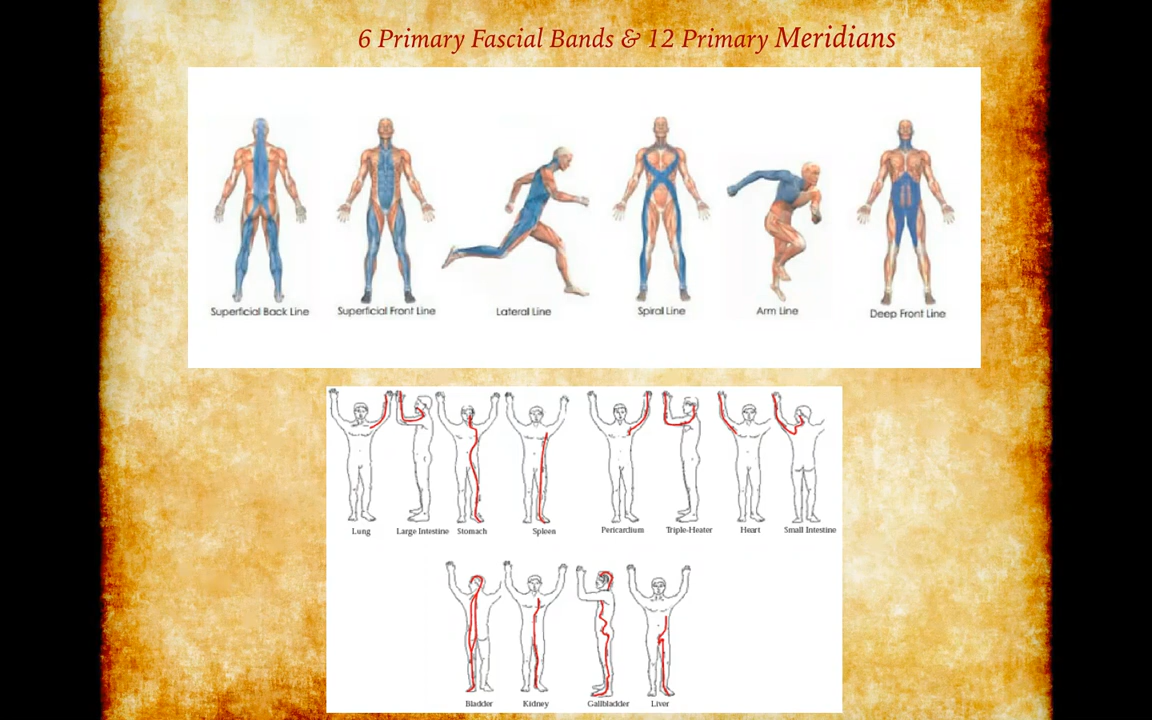 6 Primary Fascial Bands & 12 Primary Meridians
Superficial Back Line Superficial Front Line Lateral Line Spiral Line Arm Line Deep Front Line
Lung Large Intestine Stomach Spleen Pericardium Triple-Heater Heart Small Intestine
Bladder Kidney Gallbladder Liver